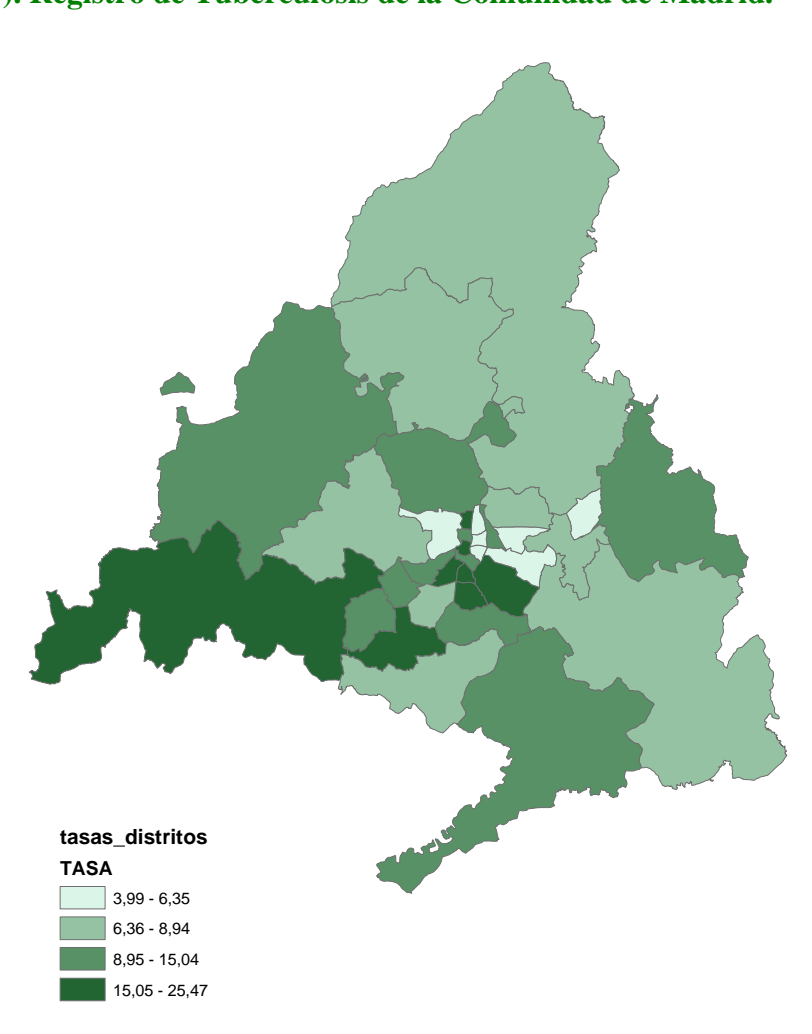 ). Registro de Tuberculosis de la Comunidad de Madrid.
tasas_distritos
TASA
3,99 - 6,35
6,36 - 8,94
8,95 - 15,04
15,05 - 25,47